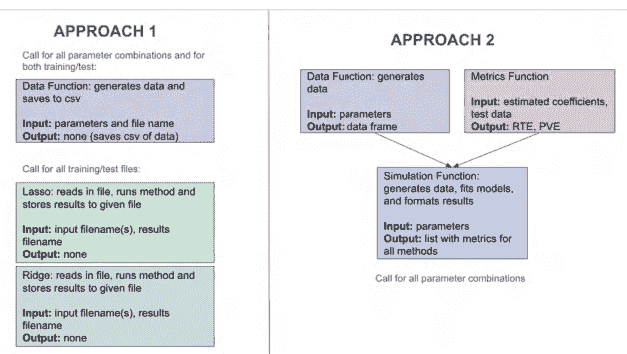 APPROACH 1
Call for all parameter combinations and for
both training/test:
Data Function: generates data and
saves to csv
Input: parameters and file name
Output: none (saves csv of data)
Call for all training/test files:
Lasso: reads in file, runs method and
stores results to given file
Input: input filename(s), results
filename
Output: none
Ridge: reads in file, runs method and
stores results to given file
Input: input filename(s), results
filename
Output: none
APPROACH 2
Data Function: generates
data
Input: parameters
Output: data frame
Metrics Function
Input: estimated coefficients,
test data
Output: RTE, PVE
Simulation Function:
generates data, fits models,
and formats results
Input: parameters
Output: list with metrics for
all methods
Call for all parameter combinations